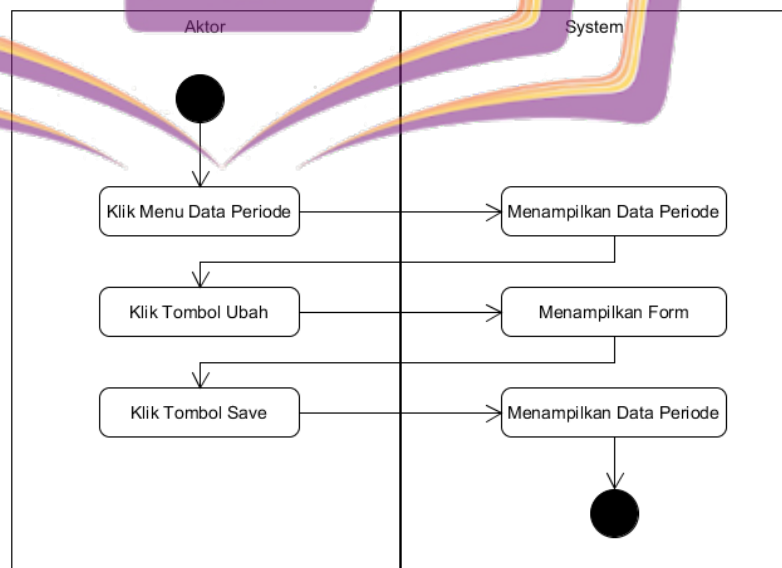 Aktor
System
Klik Menu Data Periode
Menampilkan Data Periode
Klik Tombol Ubah
Menampilkan Form
Klik Tombol Save
Menampilkan Data Periode